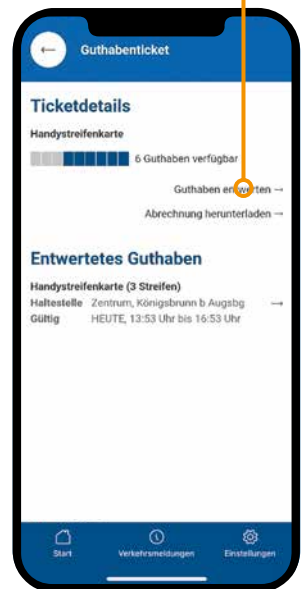 Guthabenticket
Ticketdetails
Handystreifenkarte
6 Guthaben verfügbar
Guthaben entwerten →
Abrechnung herunterladen →
Entwertetes Guthaben
Handystreifenkarte (3 Streifen)
Haltestelle Zentrum, Königsbrunn b Augsbg →
Gültig HEUTE, 13:53 Uhr bis 16:53 Uhr
Start Verkehrsmeldungen Einstellungen